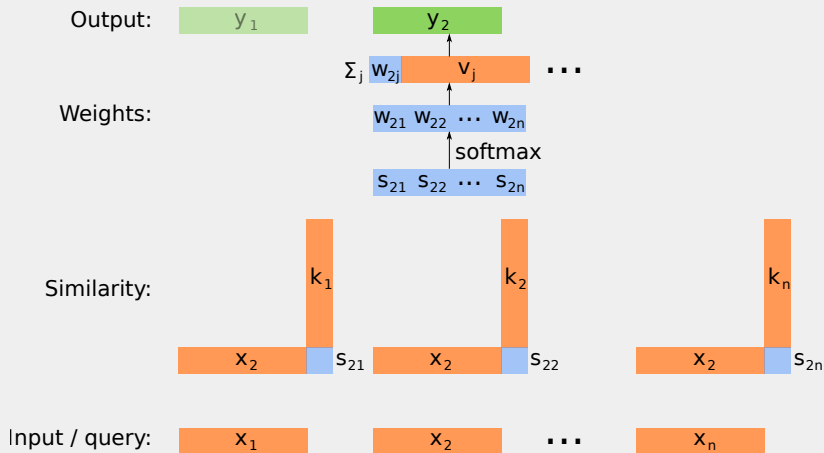 Output: y₁ y₂
Σⱼ w₂ⱼ vⱼ ...
Weights: w₂₁ w₂₂ ... w₂ₙ
softmax
s₂₁ s₂₂ ... s₂ₙ
k₁ k₂ kₙ
Similarity:
x₂ s₂₁ x₂ s₂₂ x₂ s₂ₙ
Input / query: x₁ x₂ ... xₙ